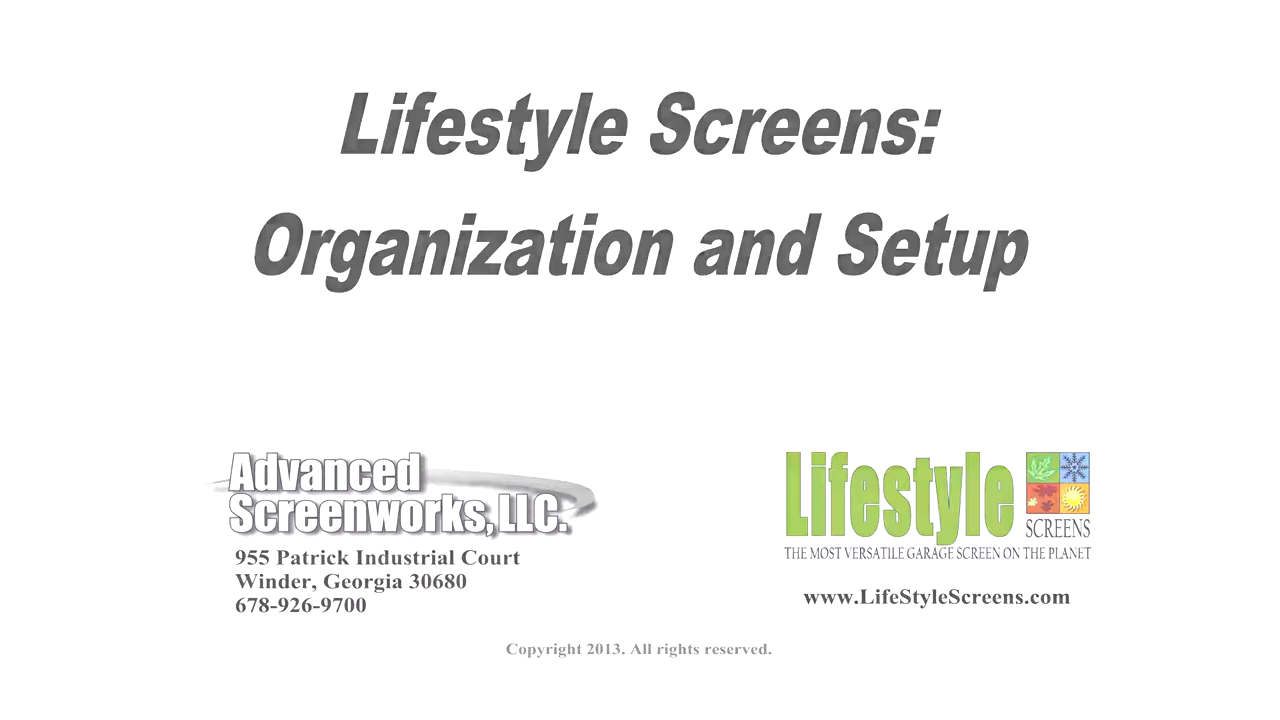 Lifestyle Screens:
Organization and Setup
Advanced
Screenworks, LLC.
955 Patrick Industrial Court
Winder, Georgia 30680
678-926-9700
Lifestyle
SCREENS
THE MOST VERSATILE GARAGE SCREEN ON THE PLANET
www.LifeStyleScreens.com
Copyright 2013. All rights reserved.